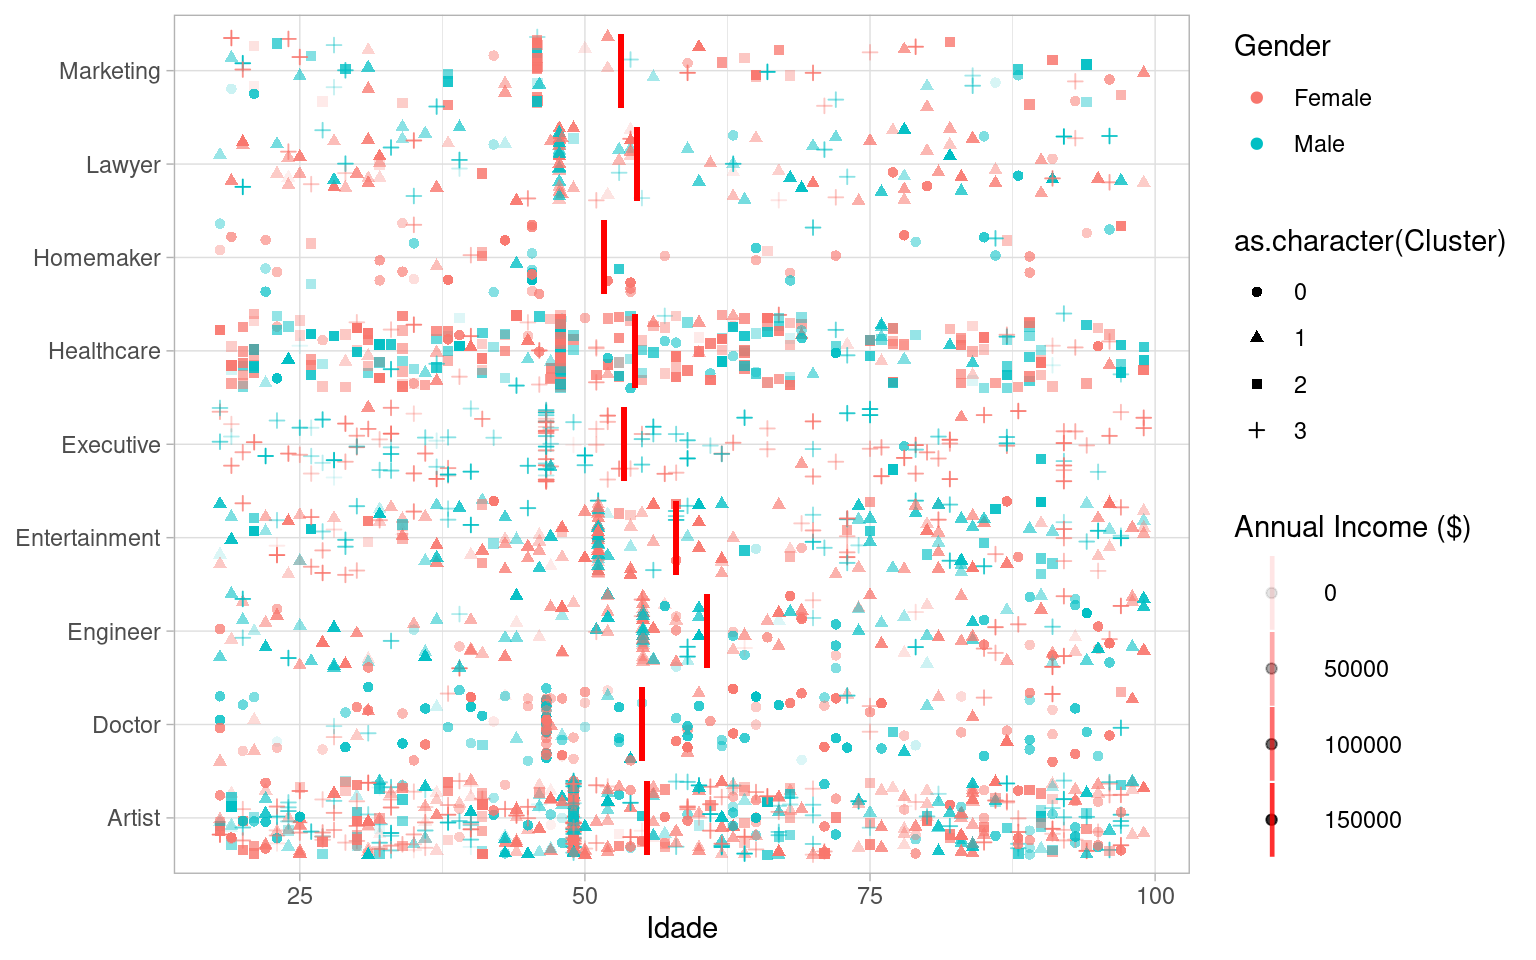 Marketing
Lawyer
Homemaker
Healthcare
Executive
Entertainment
Engineer
Doctor
Artist
25
50
75
100
Idade
Gender
Female
Male
as.character(Cluster)
0
1
2
3
Annual Income ($)
0
50000
100000
150000